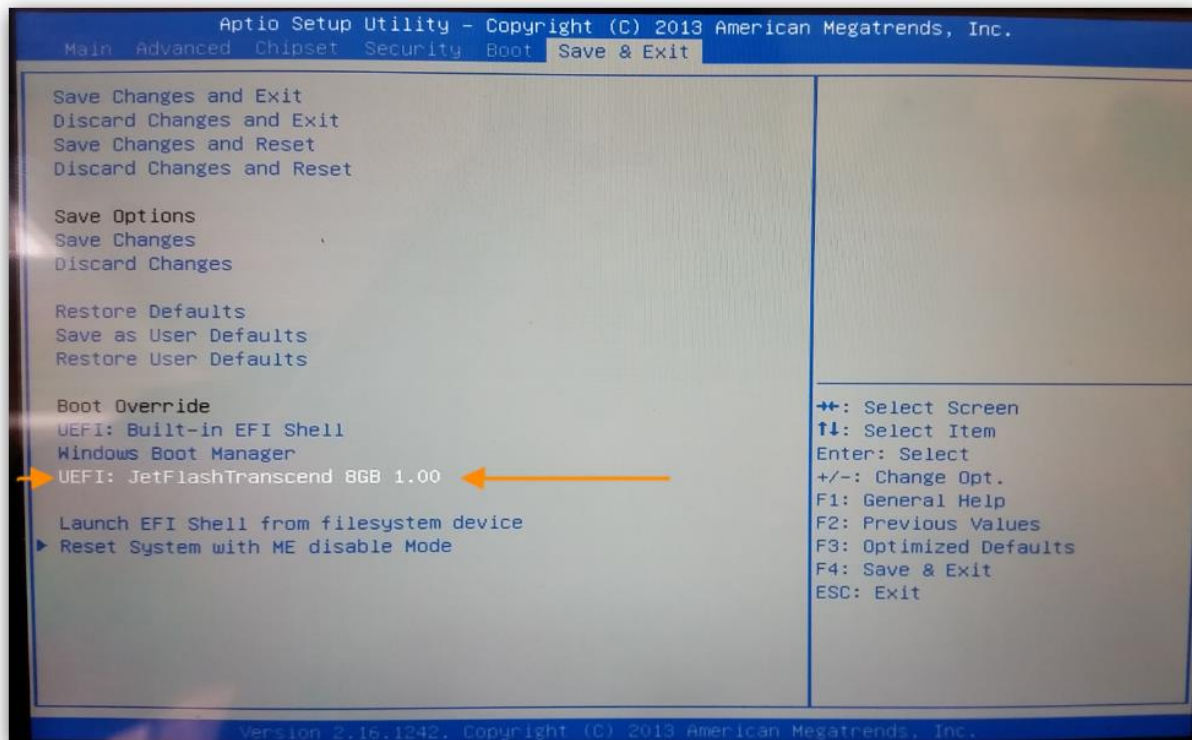 Aptio Setup Utility – Copyright (C) 2013 American Megatrends, Inc.
Main Advanced Chipset Security Boot Save & Exit
Save Changes and Exit
Discard Changes and Exit
Save Changes and Reset
Discard Changes and Reset
Save Options
Save Changes
Discard Changes
Restore Defaults
Save as User Defaults
Restore User Defaults
Boot Override
UEFI: Built-in EFI Shell
Windows Boot Manager
UEFI: JetFlashTranscend 8GB 1.00
Launch EFI Shell from filesystem device
Reset System with ME disable Mode
→←: Select Screen
↑↓: Select Item
Enter: Select
+/-: Change Opt.
F1: General Help
F2: Previous Values
F3: Optimized Defaults
F4: Save & Exit
ESC: Exit
Version 2.16.1242. Copyright (C) 2013 American Megatrends, Inc.